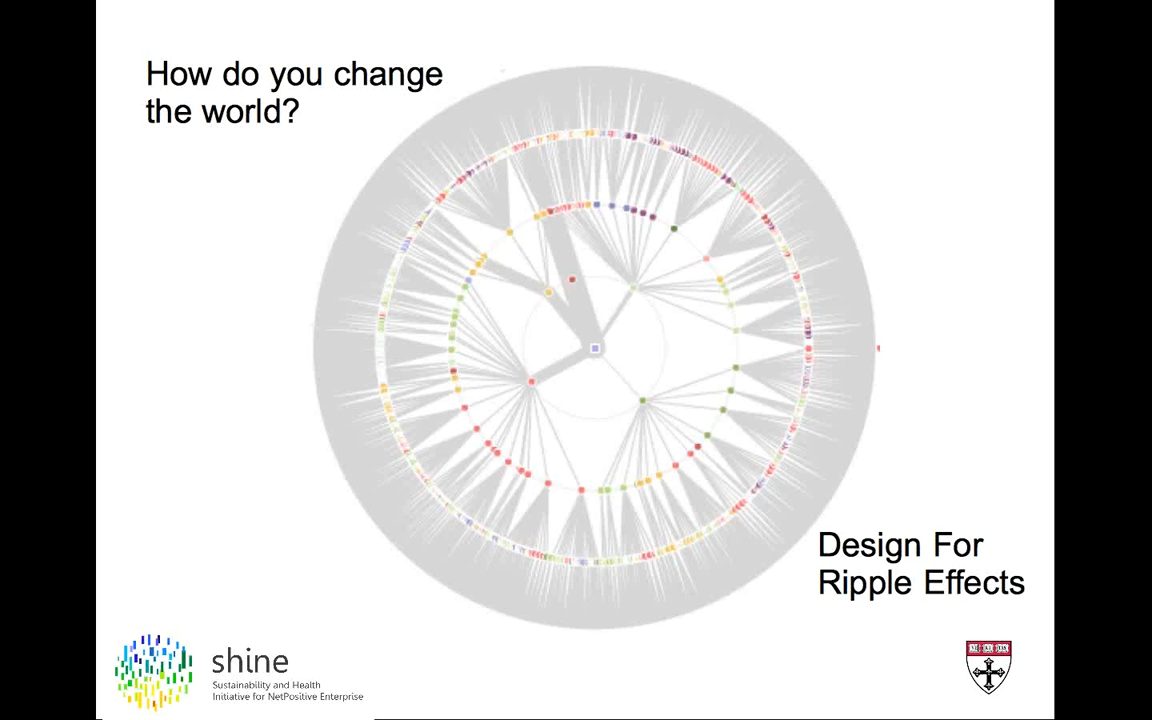 How do you change
the world?
Design For
Ripple Effects
shine
Sustainability and Health
Initiative for NetPositive Enterprise